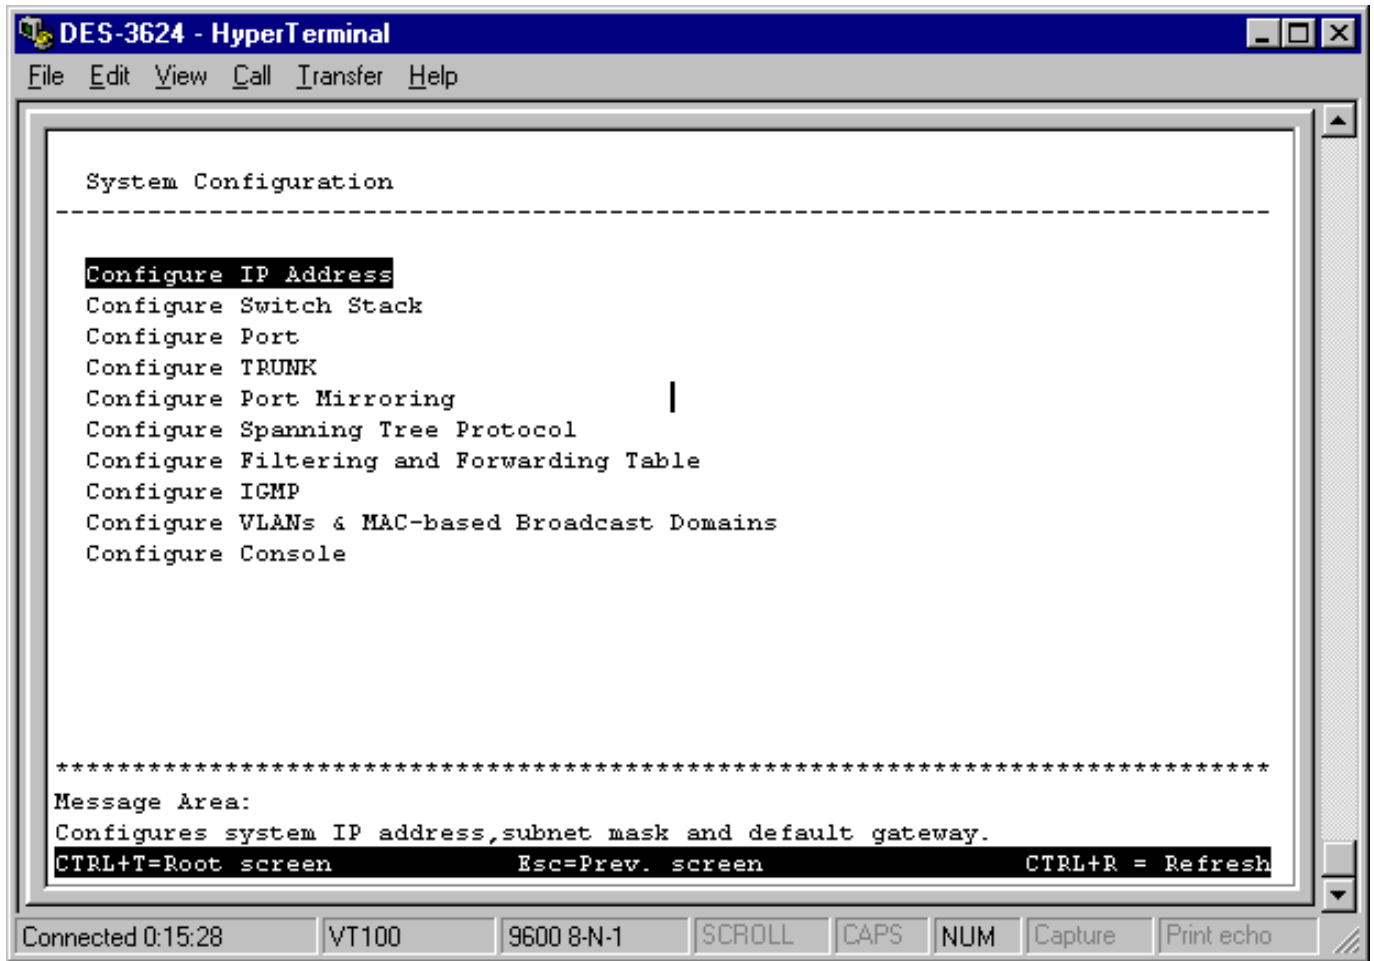 DES-3624 - HyperTerminal
File Edit View Call Transfer Help
System Configuration
-------------------------------------------------------------------------------
Configure IP Address
Configure Switch Stack
Configure Port
Configure TRUNK
Configure Port Mirroring
Configure Spanning Tree Protocol
Configure Filtering and Forwarding Table
Configure IGMP
Configure VLANs & MAC-based Broadcast Domains
Configure Console
*******************************************************************************
Message Area:
Configures system IP address,subnet mask and default gateway.
CTRL+T=Root screen Esc=Prev. screen CTRL+R = Refresh
Connected 0:15:28 VT100 9600 8-N-1 SCROLL CAPS NUM Capture Print echo